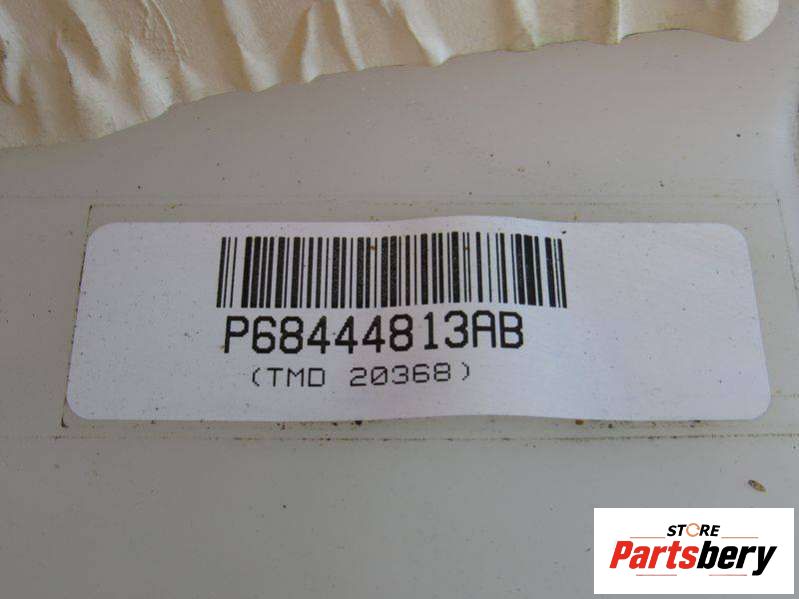 P68444813AB
(TMD 20368)
STORE
Partsbery